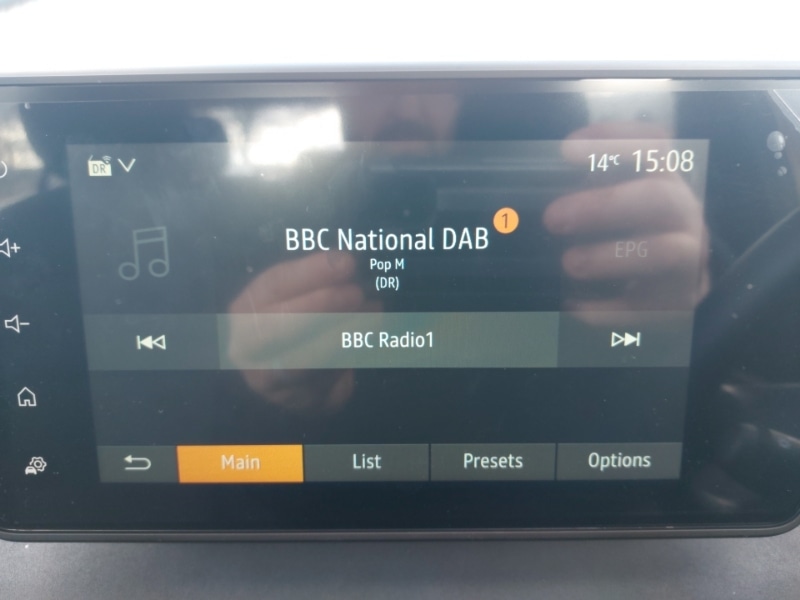 DR 14°C 15:08
BBC National DAB 1
Pop M
(DR)
EPG
BBC Radio1
Main List Presets Options